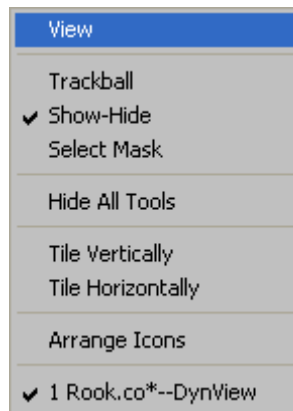 View
Trackball
Show-Hide
Select Mask
Hide All Tools
Tile Vertically
Tile Horizontally
Arrange Icons
1 Rook.co*--DynView